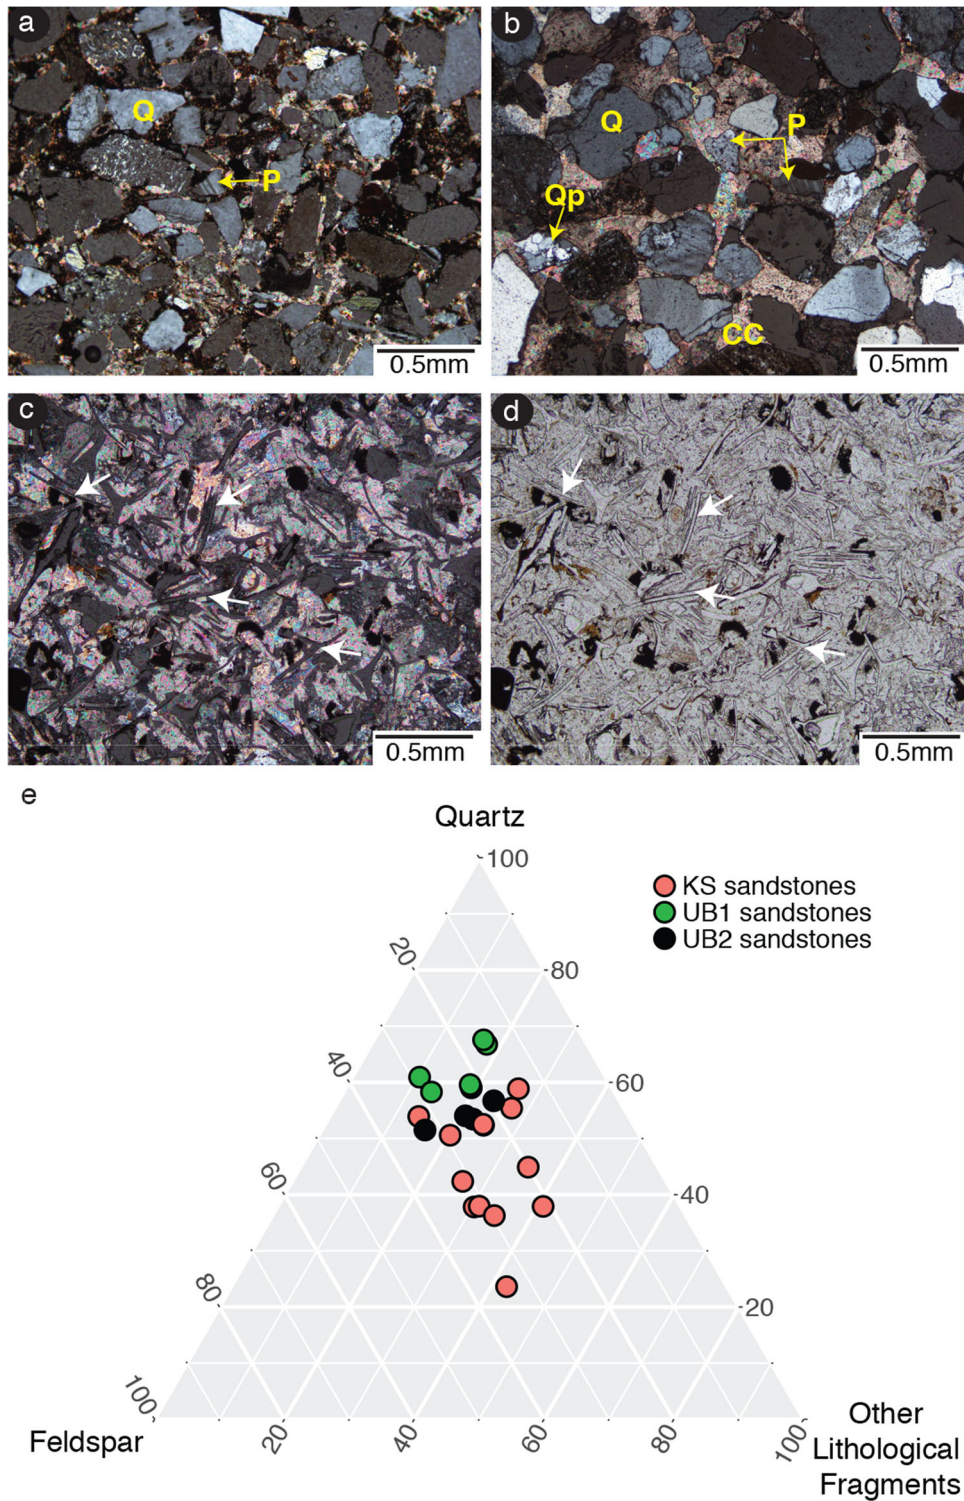 a
Q
P
0.5mm
b
Q
P
Qp
CC
0.5mm
c
0.5mm
d
0.5mm
e
Quartz
100
KS sandstones
UB1 sandstones
UB2 sandstones
20
80
40
60
60
40
80
20
100
20
40
60
80
100
Feldspar
Other
Lithological
Fragments